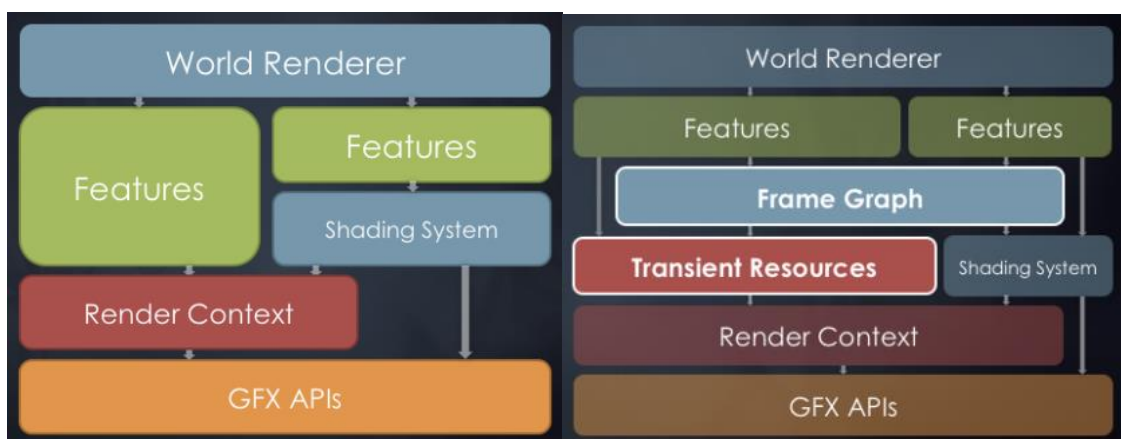 World Renderer
Features
Features
Shading System
Render Context
GFX APIs
World Renderer
Features
Features
Frame Graph
Transient Resources
Shading System
Render Context
GFX APIs